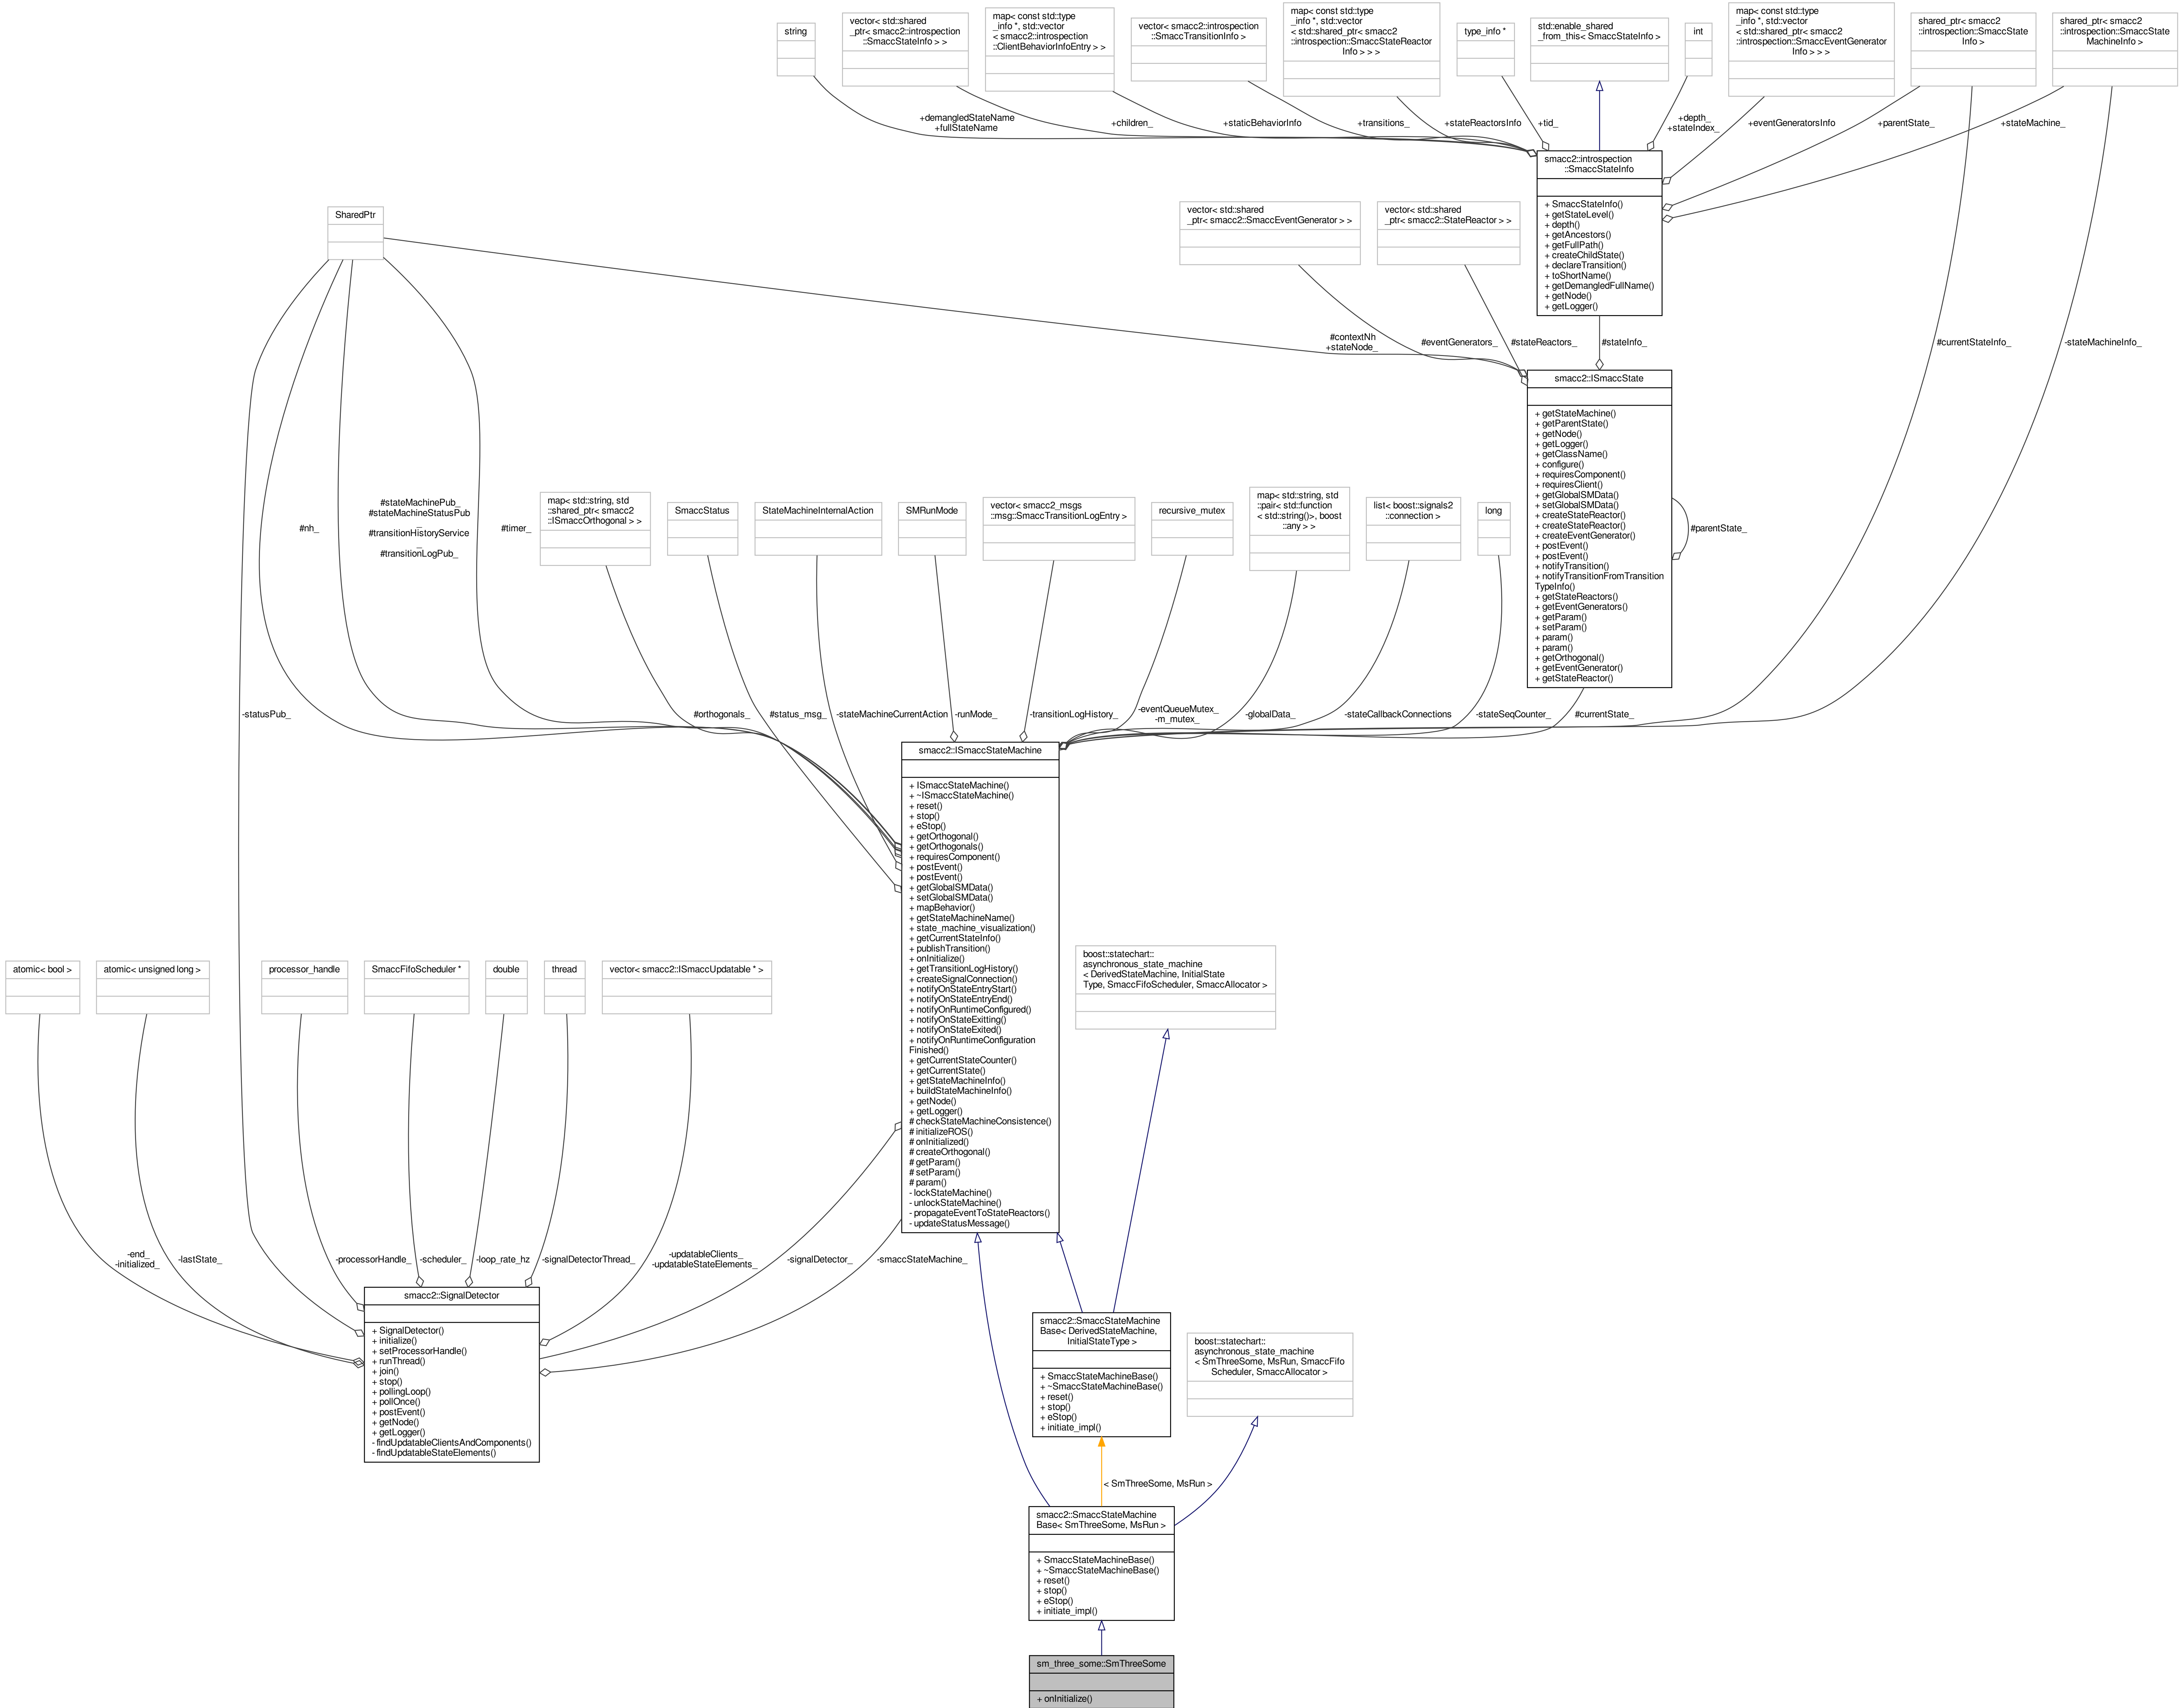 string
vector< std::shared
_ptr< smacc2::introspection
::SmaccStateInfo > >
map< const std::type
_info *, std::vector
< smacc2::introspection
::ClientBehaviorInfoEntry > >
vector< smacc2::introspection
::SmaccTransitionInfo >
map< const std::type
_info *, std::vector
< std::shared_ptr< smacc2
::introspection::SmaccStateReactor
Info > > >
type_info *
std::enable_shared
_from_this< SmaccStateInfo >
int
map< const std::type
_info *, std::vector
< std::shared_ptr< smacc2
::introspection::SmaccEventGenerator
Info > > >
shared_ptr< smacc2
::introspection::SmaccState
Info >
shared_ptr< smacc2
::introspection::SmaccState
MachineInfo >
+demangledStateName
+fullStateName
+children_
+staticBehaviorInfo
+transitions_
+stateReactorsInfo
+tid_
+depth_
+stateIndex_
+eventGeneratorsInfo
+parentState_
+stateMachine_
smacc2::introspection
::SmaccStateInfo
+ SmaccStateInfo()
+ getStateLevel()
+ depth()
+ getAncestors()
+ getFullPath()
+ createChildState()
+ declareTransition()
+ toShortName()
+ getDemangledFullName()
+ getNode()
+ getLogger()
SharedPtr
vector< std::shared
_ptr< smacc2::SmaccEventGenerator > >
vector< std::shared
_ptr< smacc2::StateReactor > >
#contextNh
+stateNode_
#eventGenerators_
#stateReactors_
#stateInfo_
#currentStateInfo_
-stateMachineInfo_
smacc2::ISmaccState
+ getStateMachine()
+ getParentState()
+ getNode()
+ getLogger()
+ getClassName()
+ configure()
+ requiresComponent()
+ requiresClient()
+ getGlobalSMData()
+ setGlobalSMData()
+ createStateReactor()
+ createStateReactor()
+ createEventGenerator()
+ postEvent()
+ postEvent()
+ notifyTransition()
+ notifyTransitionFromTransition
TypeInfo()
+ getStateReactors()
+ getEventGenerators()
+ getParam()
+ setParam()
+ param()
+ param()
+ getOrthogonal()
+ getEventGenerator()
+ getStateReactor()
#parentState_
#nh_
#stateMachinePub_
#stateMachineStatusPub
_
#transitionHistoryService
_
#transitionLogPub_
#timer_
map< std::string, std
::shared_ptr< smacc2
::ISmaccOrthogonal > >
SmaccStatus
StateMachineInternalAction
SMRunMode
vector< smacc2_msgs
::msg::SmaccTransitionLogEntry >
recursive_mutex
map< std::string, std
::pair< std::function
< std::string()>, boost
::any > >
list< boost::signals2
::connection >
long
-statusPub_
#orthogonals_
#status_msg_
-stateMachineCurrentAction
-runMode_
-transitionLogHistory_
-eventQueueMutex_
-m_mutex_
-globalData_
-stateCallbackConnections
-stateSeqCounter_
#currentState_
smacc2::ISmaccStateMachine
+ ISmaccStateMachine()
+ ~ISmaccStateMachine()
+ reset()
+ stop()
+ eStop()
+ getOrthogonal()
+ getOrthogonals()
+ requiresComponent()
+ postEvent()
+ postEvent()
+ getGlobalSMData()
+ setGlobalSMData()
+ mapBehavior()
+ getStateMachineName()
+ state_machine_visualization()
+ getCurrentStateInfo()
+ publishTransition()
+ onInitialize()
+ getTransitionLogHistory()
+ createSignalConnection()
+ notifyOnStateEntryStart()
+ notifyOnStateEntryEnd()
+ notifyOnRuntimeConfigured()
+ notifyOnStateExitting()
+ notifyOnStateExited()
+ notifyOnRuntimeConfiguration
Finished()
+ getCurrentStateCounter()
+ getCurrentState()
+ getStateMachineInfo()
+ buildStateMachineInfo()
+ getNode()
+ getLogger()
# checkStateMachineConsistence()
# initializeROS()
# onInitialized()
# createOrthogonal()
# getParam()
# setParam()
# param()
- lockStateMachine()
- unlockStateMachine()
- propagateEventToStateReactors()
- updateStatusMessage()
atomic< bool >
atomic< unsigned long >
processor_handle
SmaccFifoScheduler *
double
thread
vector< smacc2::ISmaccUpdatable * >
boost::statechart::
asynchronous_state_machine
< DerivedStateMachine, InitialState
Type, SmaccFifoScheduler, SmaccAllocator >
-end_
-initialized_
-lastState_
-processorHandle_
-scheduler_
-loop_rate_hz
-signalDetectorThread_
-updatableClients_
-updatableStateElements_
-signalDetector_
-smaccStateMachine_
smacc2::SignalDetector
+ SignalDetector()
+ initialize()
+ setProcessorHandle()
+ runThread()
+ join()
+ stop()
+ pollingLoop()
+ pollOnce()
+ postEvent()
+ getNode()
+ getLogger()
- findUpdatableClientsAndComponents()
- findUpdatableStateElements()
smacc2::SmaccStateMachine
Base< DerivedStateMachine,
InitialStateType >
+ SmaccStateMachineBase()
+ ~SmaccStateMachineBase()
+ reset()
+ stop()
+ eStop()
+ initiate_impl()
boost::statechart::
asynchronous_state_machine
< SmThreeSome, MsRun, SmaccFifo
Scheduler, SmaccAllocator >
< SmThreeSome, MsRun >
smacc2::SmaccStateMachine
Base< SmThreeSome, MsRun >
+ SmaccStateMachineBase()
+ ~SmaccStateMachineBase()
+ reset()
+ stop()
+ eStop()
+ initiate_impl()
sm_three_some::SmThreeSome
+ onInitialize()